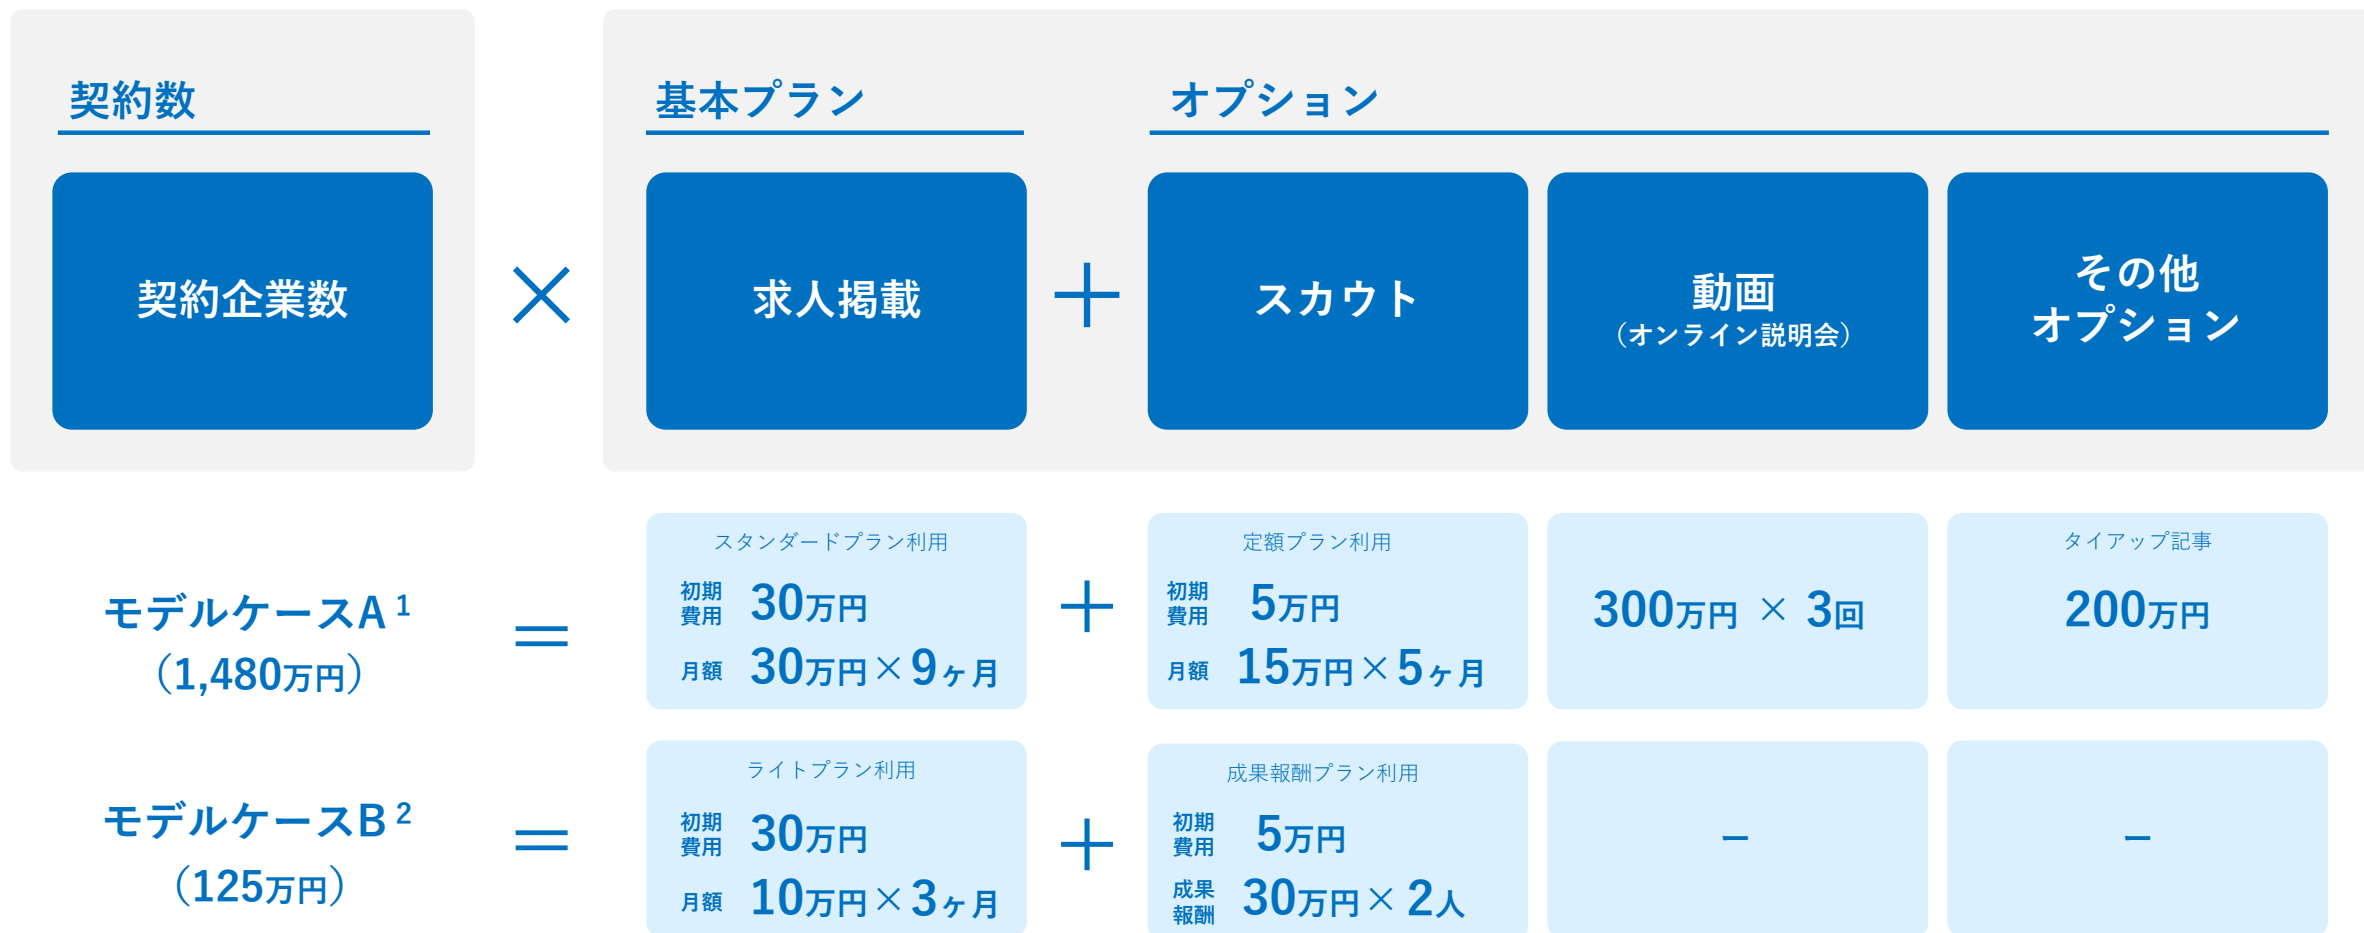 契約数
基本プラン
オプション
契約企業数
×
求人掲載
＋
スカウト
動画
（オンライン説明会）
その他
オプション
モデルケースA 1
（1,480万円）
＝
スタンダードプラン利用
初期
費用
30万円
月額
30万円×9ヶ月
＋
定額プラン利用
初期
費用
5万円
月額
15万円×5ヶ月
300万円 × 3回
タイアップ記事
200万円
モデルケースB 2
（125万円）
＝
ライトプラン利用
初期
費用
30万円
月額
10万円×3ヶ月
＋
成果報酬プラン利用
初期
費用
5万円
成果
報酬
30万円×2人
–
–